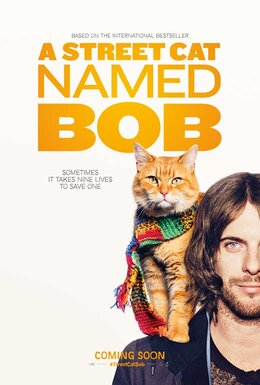 BASED ON THE INTERNATIONAL BESTSELLER
A STREET CAT
NAMED
BOB
SOMETIMES
IT TAKES NINE LIVES
TO SAVE ONE
COMING SOON
#StreetCatBob